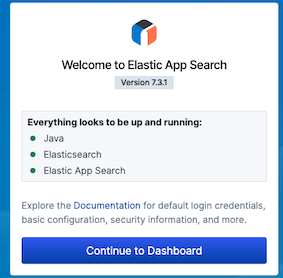 Welcome to Elastic App Search
Version 7.3.1
Everything looks to be up and running:
Java
Elasticsearch
Elastic App Search
Explore the Documentation for default login credentials,
basic configuration, security information, and more.
Continue to Dashboard